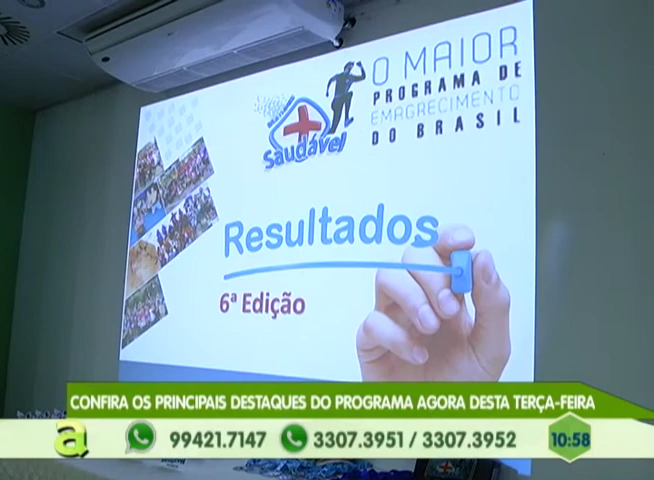 O MAIOR
PROGRAMA DE
EMAGRECIMENTO
DO BRASIL
Saudável
Resultados
6ª Edição
CONFIRA OS PRINCIPAIS DESTAQUES DO PROGRAMA AGORA DESTA TERÇA-FEIRA
a 99421.7147 3307.3951 / 3307.3952 10:58